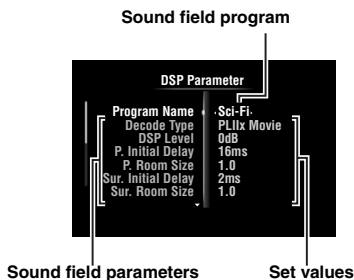 Sound field program
DSP Parameter
Program Name Sci-Fi
Decode Type PLIIx Movie
DSP Level 0dB
P. Initial Delay 16ms
P. Room Size 1.0
Sur. Initial Delay 2ms
Sur. Room Size 1.0
Sound field parameters Set values